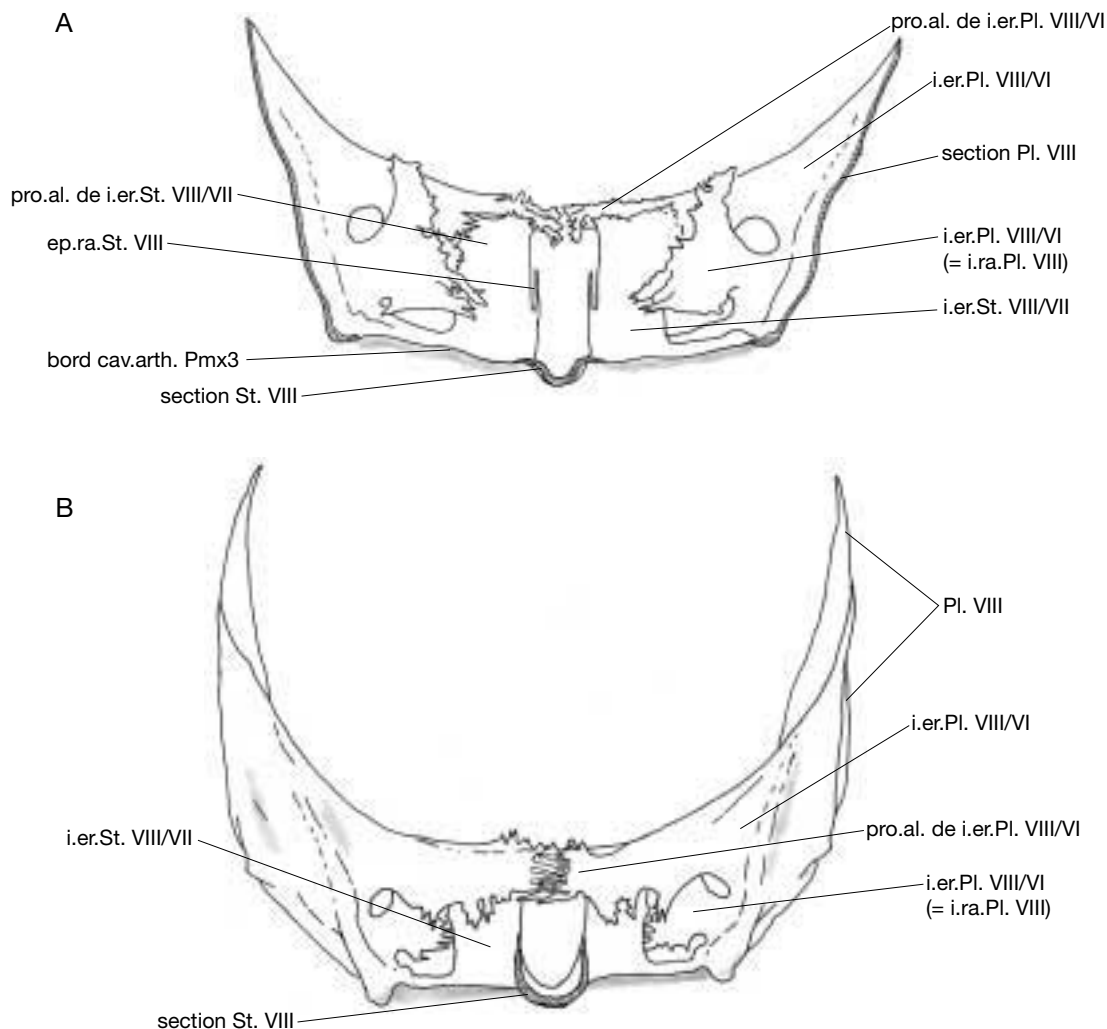 A
pro.al. de i.er.Pl. VIII/VI
i.er.Pl. VIII/VI
section Pl. VIII
pro.al. de i.er.St. VIII/VII
ep.ra.St. VIII
i.er.Pl. VIII/VI
(= i.ra.Pl. VIII)
i.er.St. VIII/VII
bord cav.arth. Pmx3
section St. VIII
B
Pl. VIII
i.er.Pl. VIII/VI
i.er.St. VIII/VII
pro.al. de i.er.Pl. VIII/VI
i.er.Pl. VIII/VI
(= i.ra.Pl. VIII)
section St. VIII